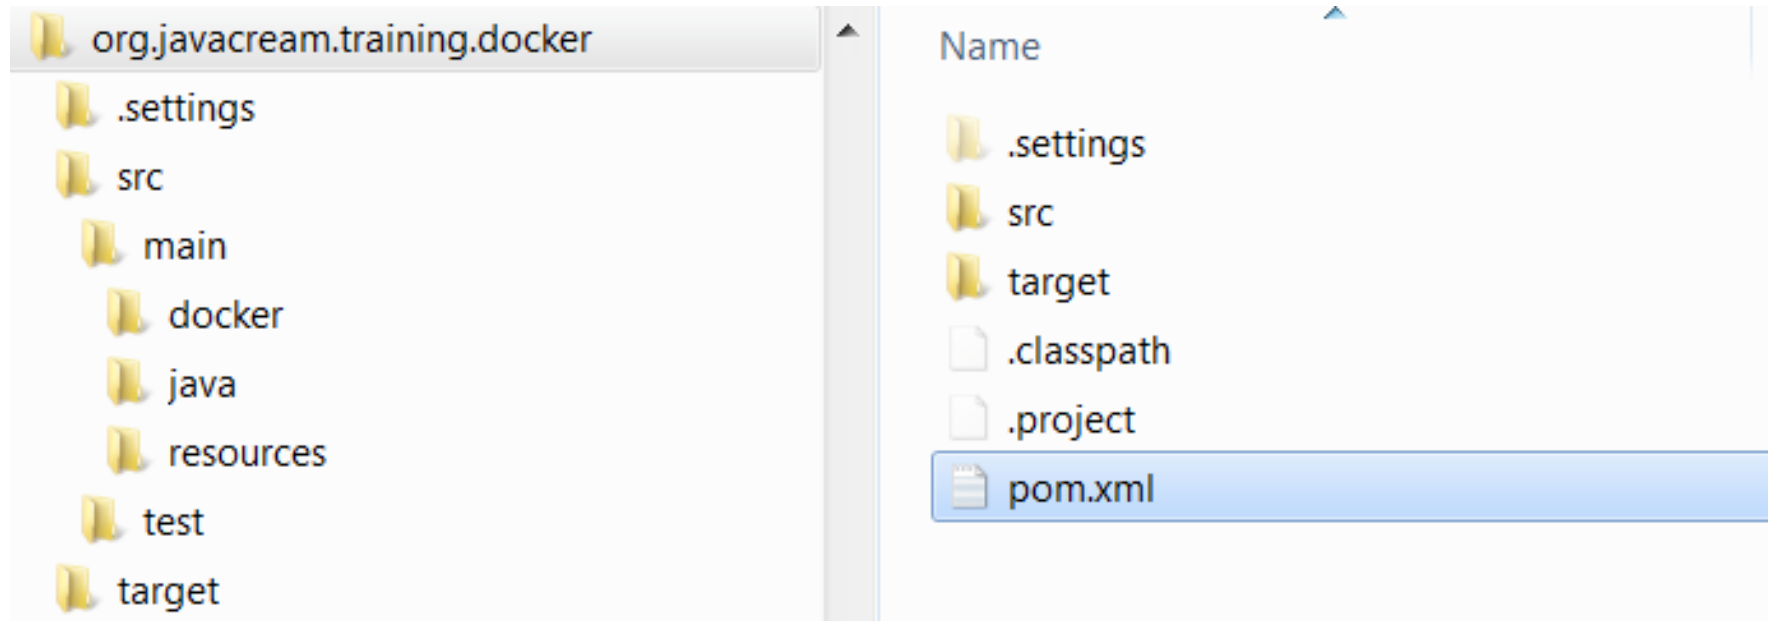 org.javacream.training.docker
.settings
src
main
docker
java
resources
test
target
Name
.settings
src
target
.classpath
.project
pom.xml